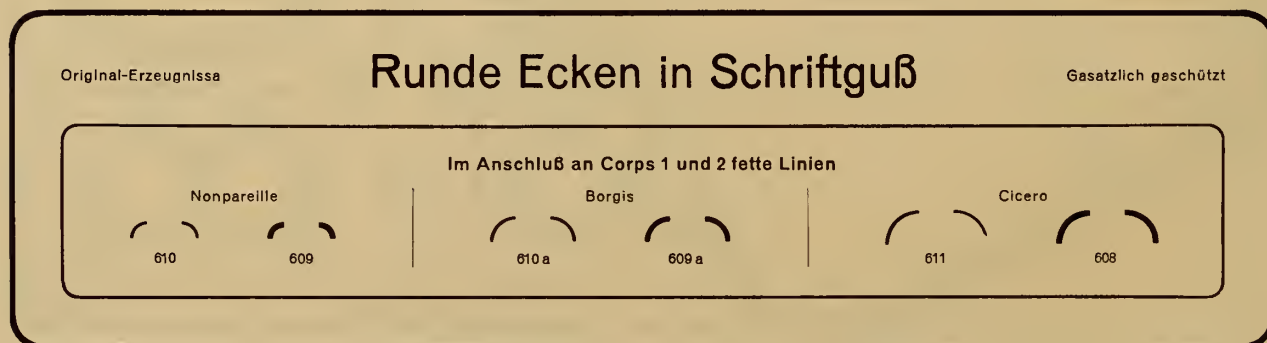 Original-Erzeugnissa Runde Ecken in Schriftguß Gasatzlich gaschützt
Im Anschluß an Corps 1 und 2 fette Linien
Nonpareille Borgis Cicero
610 609 610 a 609 a 611 608